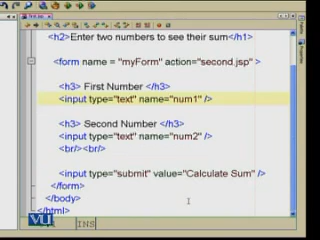 <h2>Enter two numbers to see their sum</h1>
<form name = "myForm" action="second.jsp" >
<h3> First Number </h3>
<input type="text" name="num1" />
<h3> Second Number </h3>
<input type="text" name="num2" />
<br/><br/>
<input type="submit" value="Calculate Sum" />
</form>
</body>
</html>
VU
INS